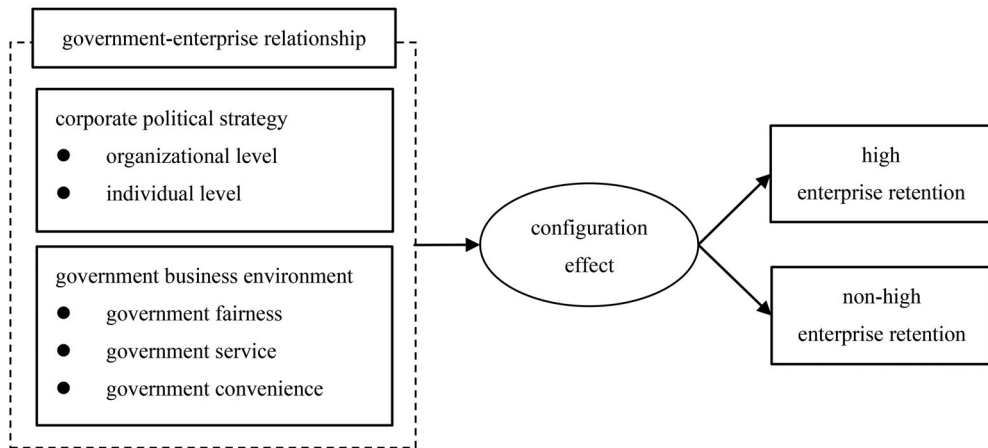 government-enterprise relationship
corporate political strategy
● organizational level
● individual level
government business environment
● government fairness
● government service
● government convenience
configuration
effect
high
enterprise retention
non-high
enterprise retention